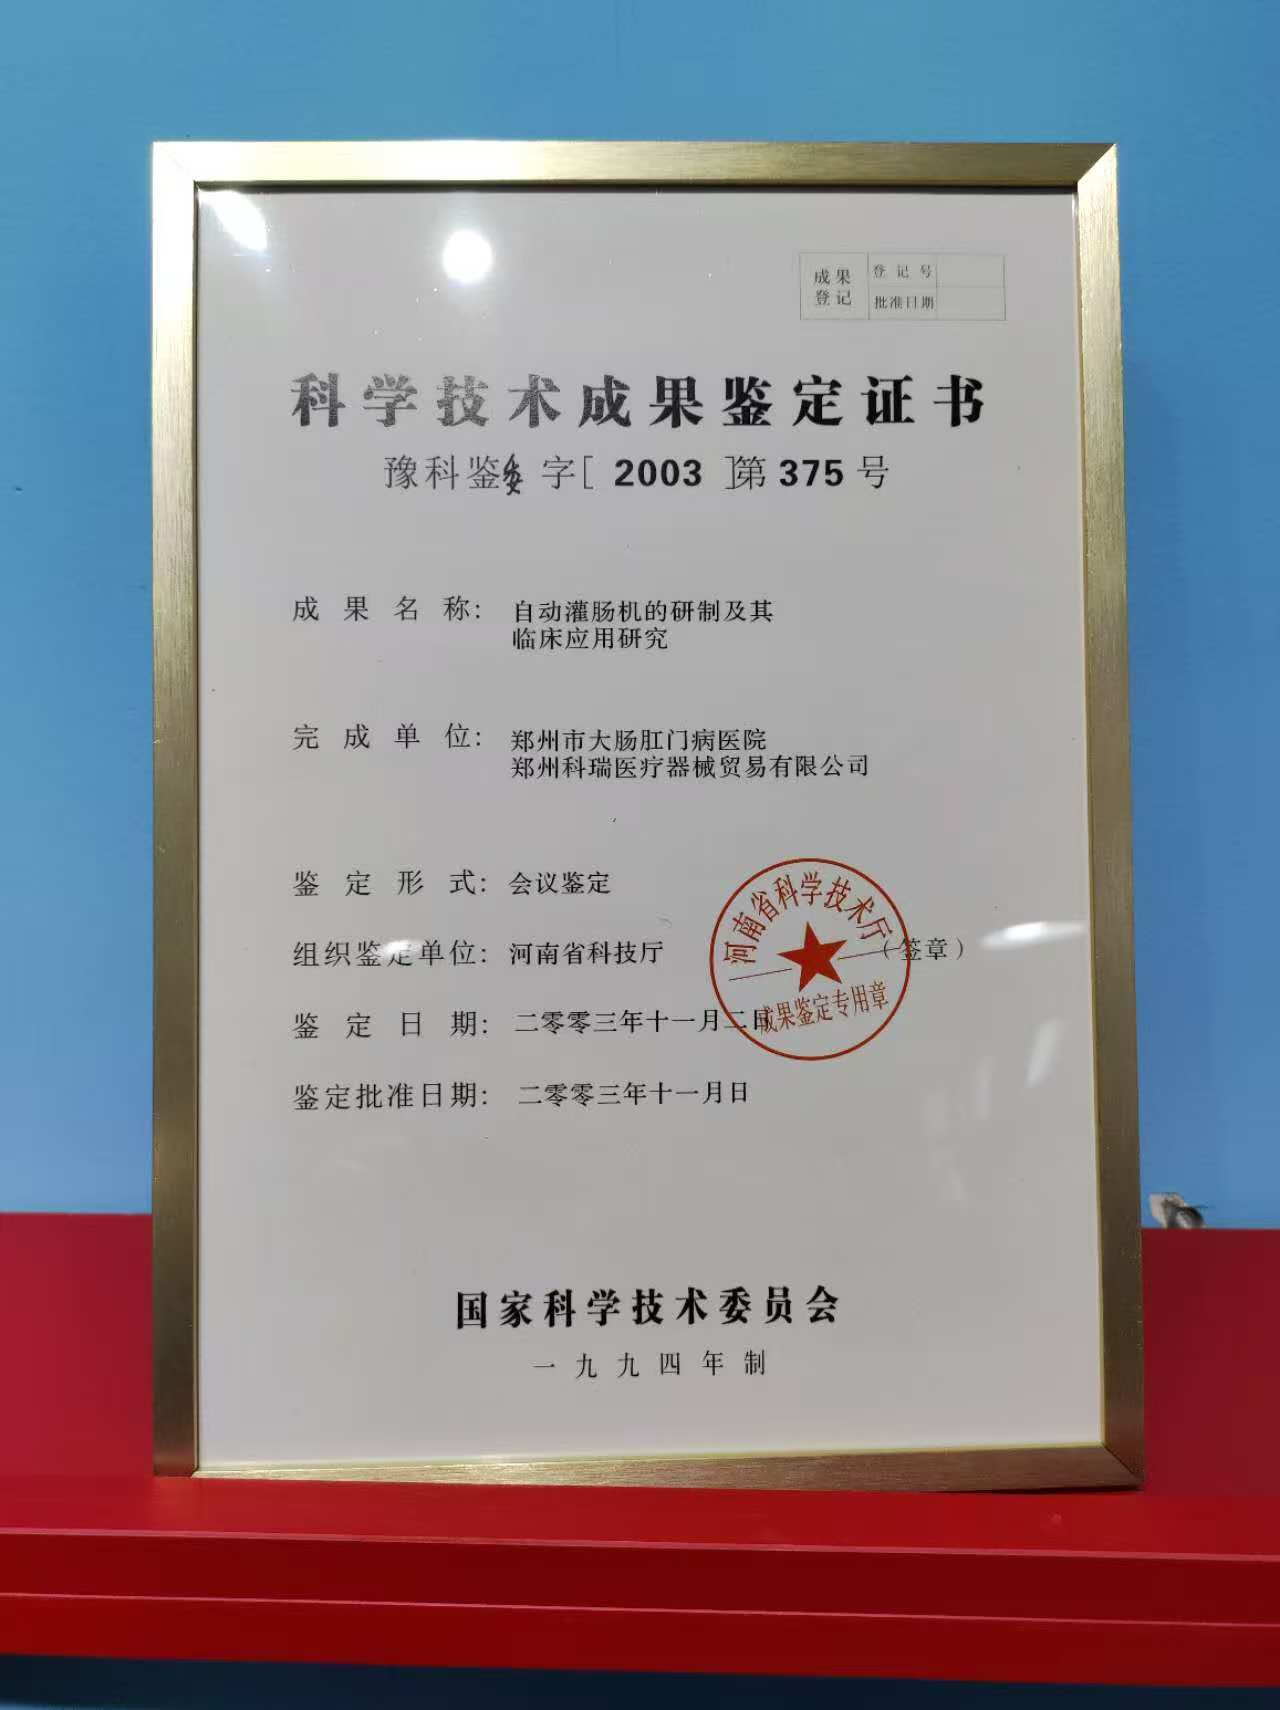 成果登记
登记号
批准日期
科学技术成果鉴定证书
豫科鉴委字[2003]第375号
成果名称：自动灌肠机的研制及其
临床应用研究
完成单位：郑州市大肠肛门病医院
郑州科瑞医疗器械贸易有限公司
鉴定形式：会议鉴定
组织鉴定单位：河南省科技厅（签章）
河南省科学技术厅
成果鉴定专用章
鉴定日期：二零零三年十一月二日
鉴定批准日期：二零零三年十一月日
国家科学技术委员会
一九九四年制